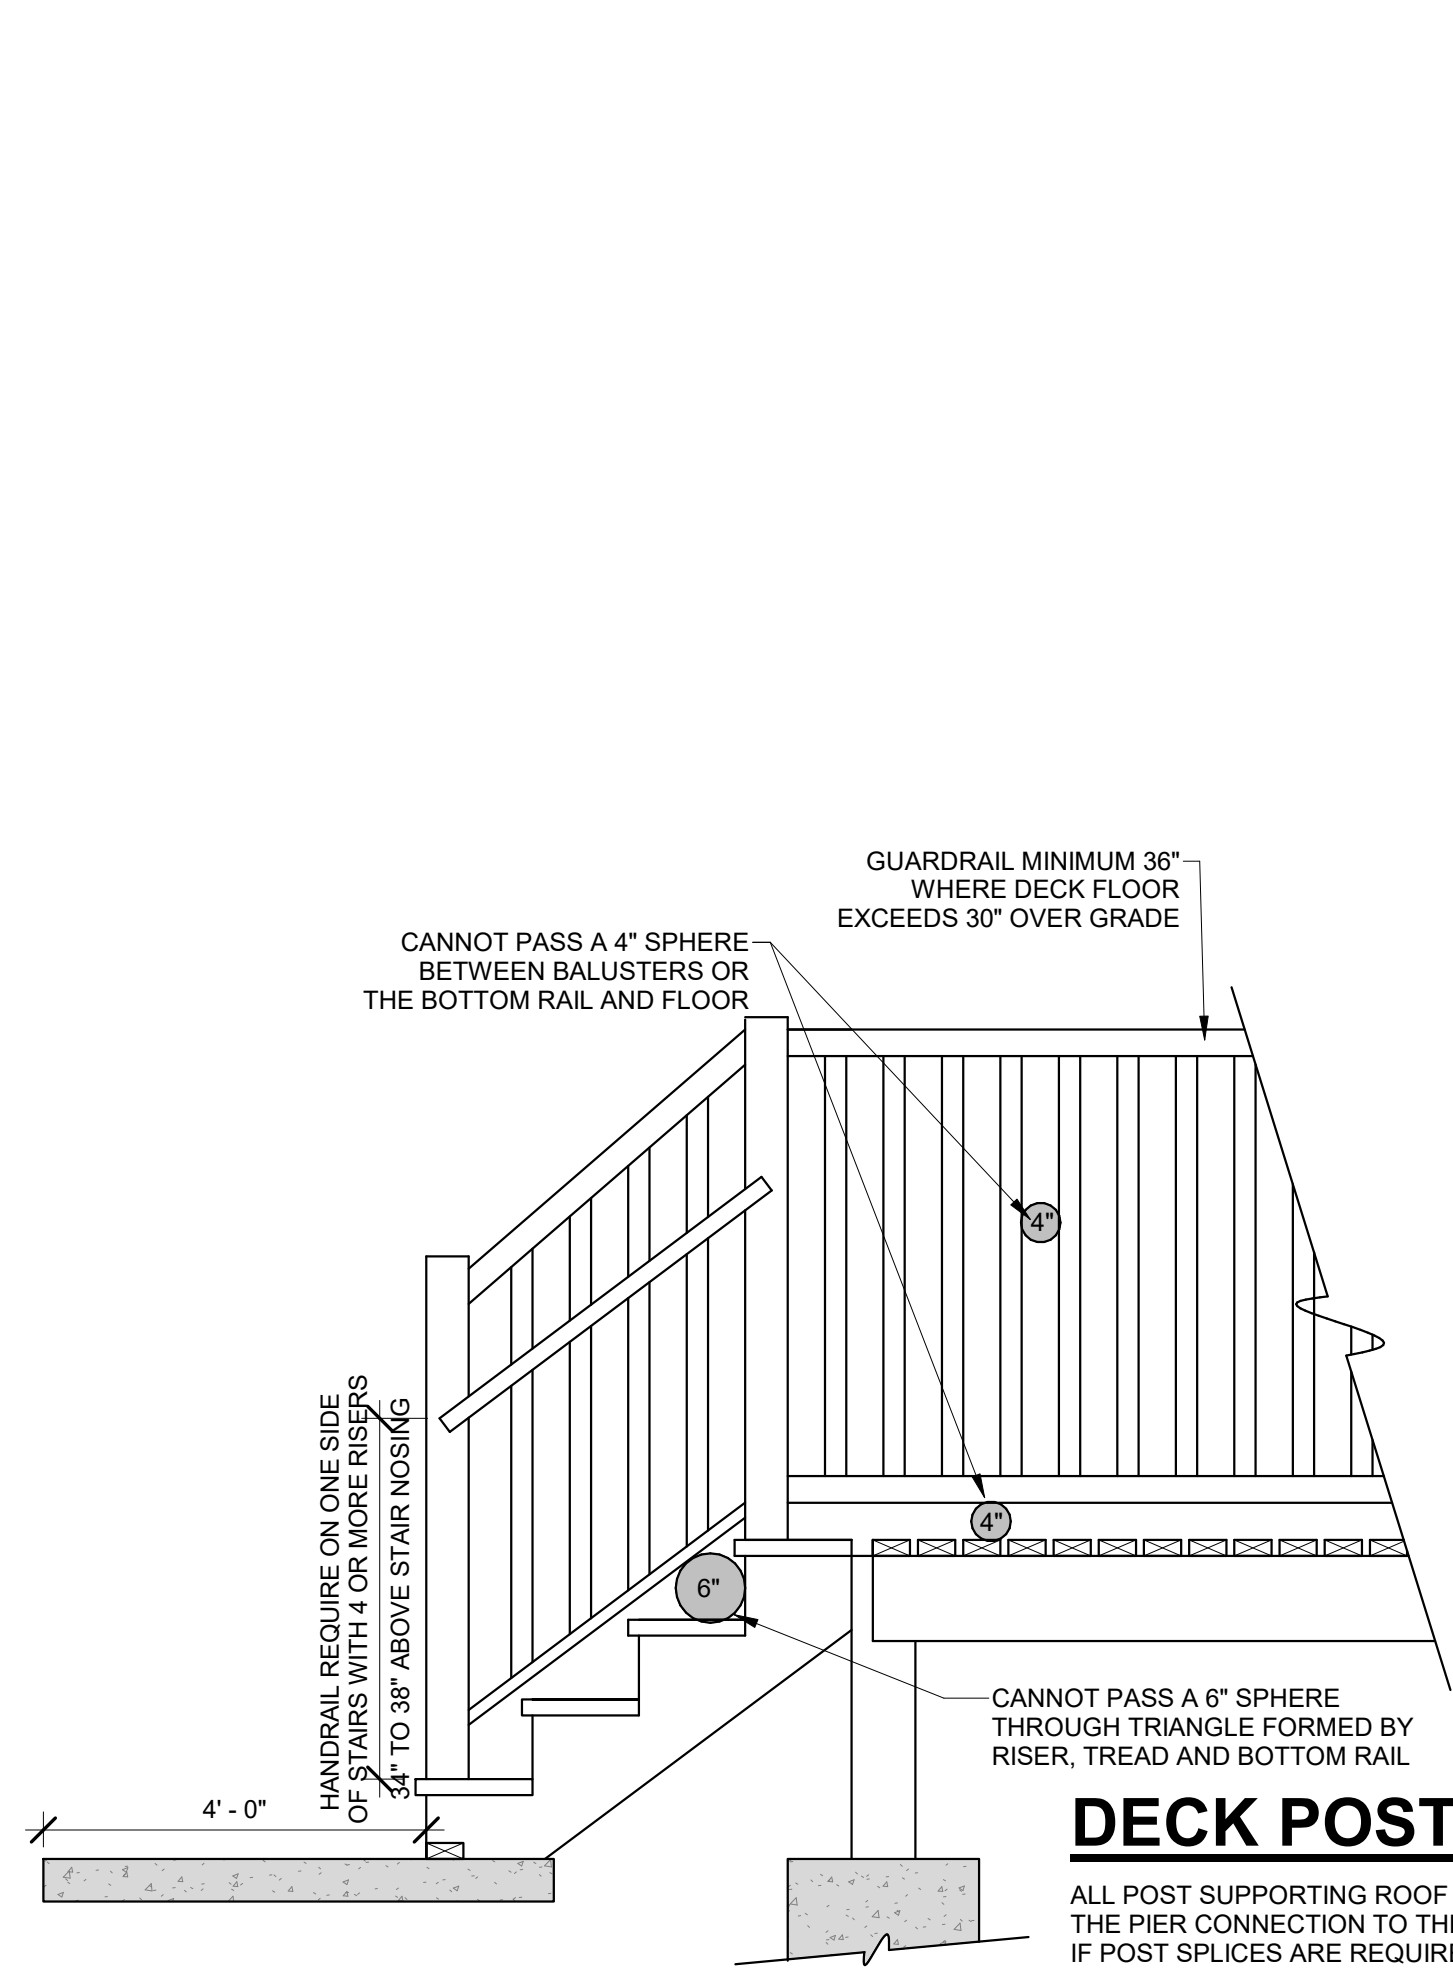 GUARDRAIL MINIMUM 36"
WHERE DECK FLOOR
EXCEEDS 30" OVER GRADE
CANNOT PASS A 4" SPHERE
BETWEEN BALUSTERS OR
THE BOTTOM RAIL AND FLOOR
4"
4"
6"
HANDRAIL REQUIRE ON ONE SIDE
OF STAIRS WITH 4 OR MORE RISERS
34" TO 38" ABOVE STAIR NOSING
CANNOT PASS A 6" SPHERE
THROUGH TRIANGLE FORMED BY
RISER, TREAD AND BOTTOM RAIL
4' - 0"
DECK POST
ALL POST SUPPORTING ROOF
THE PIER CONNECTION TO
IF POST SPLICES ARE